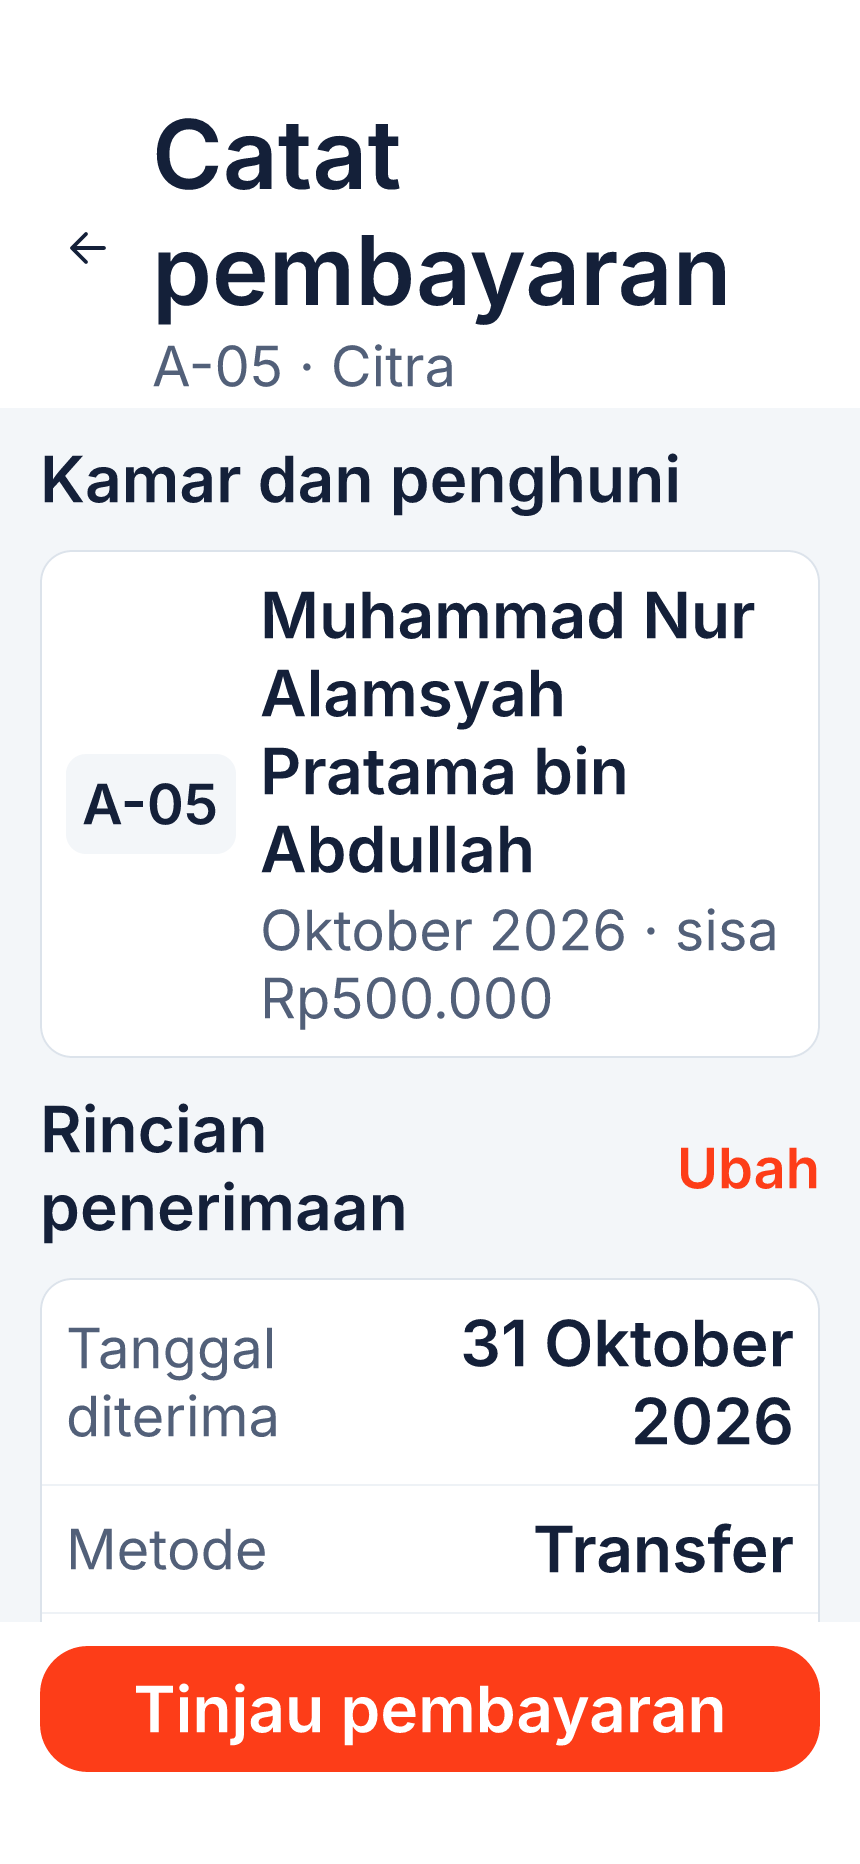 Catat
pembayaran
A-05 · Citra
Kamar dan penghuni
A-05
Muhammad Nur
Alamsyah
Pratama bin
Abdullah
Oktober 2026 · sisa
Rp500.000
Rincian
penerimaan
Ubah
Tanggal
diterima
31 Oktober
2026
Metode
Transfer
Tinjau pembayaran